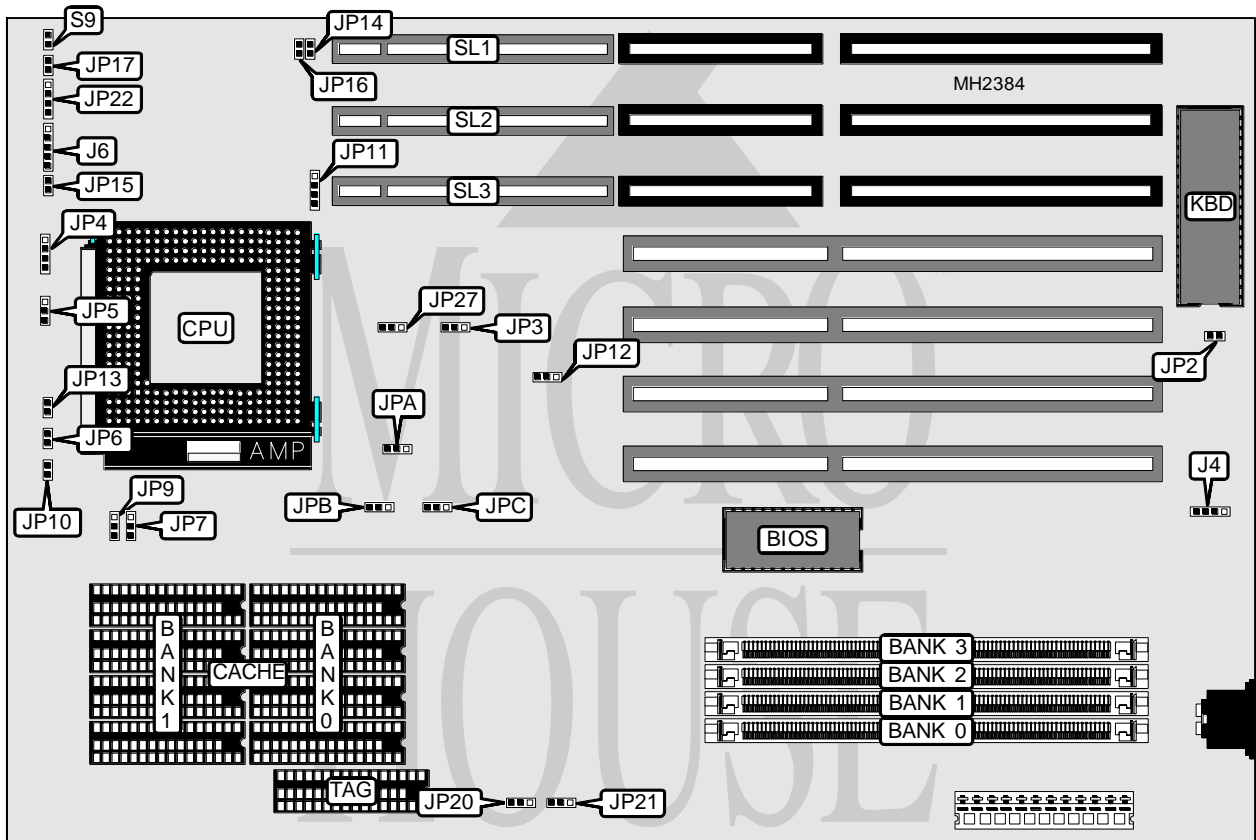 S9
JP14
SL1
JP17
JP16
MH2384
JP22
SL2
J6
JP11
JP15
SL3
KBD
JP4
JP5
CPU
JP27
JP3
JP12
JP2
JP13
JPA
JP6
AMP
J4
JP9
JP10
JP7
JPB
JPC
BIOS
MICRO
HOUSE
BANK1
CACHE
BANK0
BANK 3
BANK 2
BANK 1
BANK 0
TAG
JP20
JP21